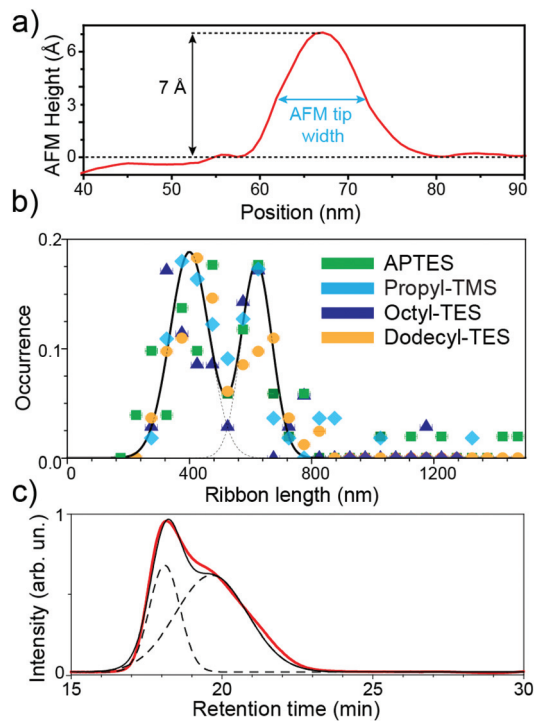 a)
AFM Height (Å)
6
3
0
7 Å
AFM tip
width
40 50 60 70 80 90
Position (nm)
b)
Occurrence
0.2
0.1
0.0
APTES
Propyl-TMS
Octyl-TES
Dodecyl-TES
0 400 800 1200
Ribbon length (nm)
c)
Intensity (arb. un.)
1
0
15 20 25 30
Retention time (min)